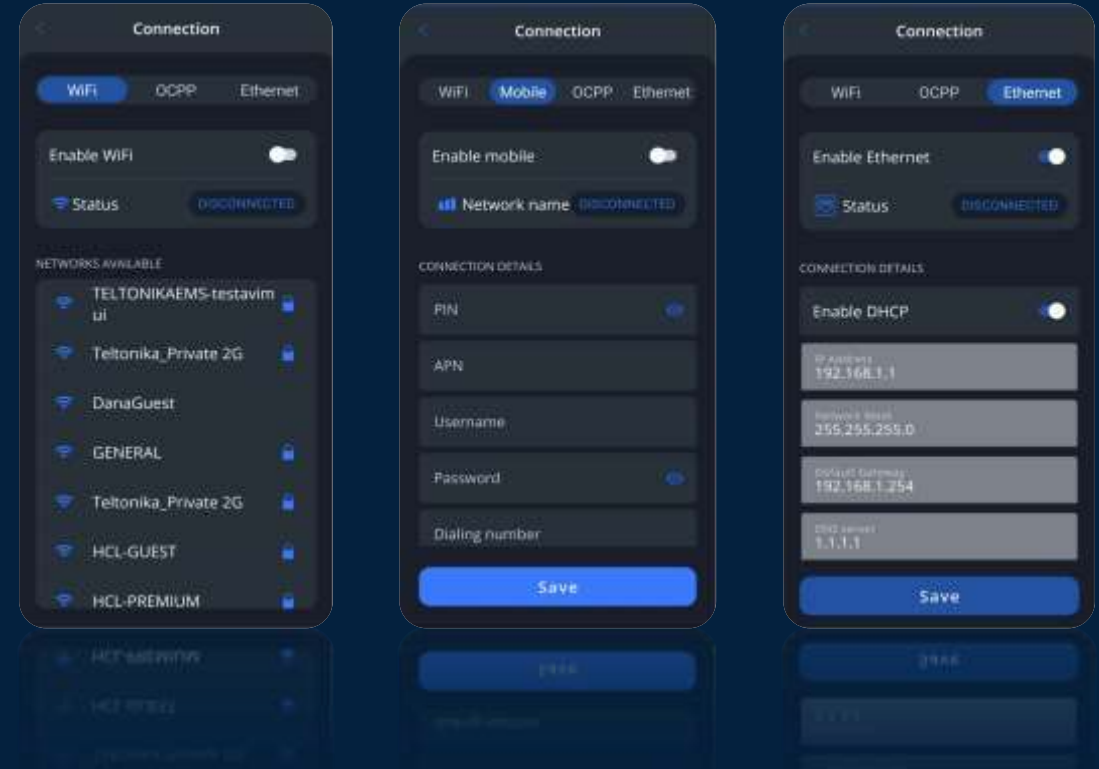 Connection
WiFi OCPP Ethernet
Enable WiFi
Status DISCONNECTED
NETWORKS AVAILABLE
TELTONIKAEMS-testavim
ui
Teltonika_Private 2G
DanaGuest
GENERAL
Teltonika_Private 2G
HCL-GUEST
HCL-PREMIUM
Connection
WiFi Mobile OCPP Ethernet
Enable mobile
Network name DISCONNECTED
CONNECTION DETAILS
PIN
APN
Username
Password
Dialing number
Save
Connection
WiFi OCPP Ethernet
Enable Ethernet
Status DISCONNECTED
CONNECTION DETAILS
Enable DHCP
IP Address
192.168.1.1
Network Mask
255.255.255.0
Default Gateway
192.168.1.254
DNS server
1.1.1.1
Save